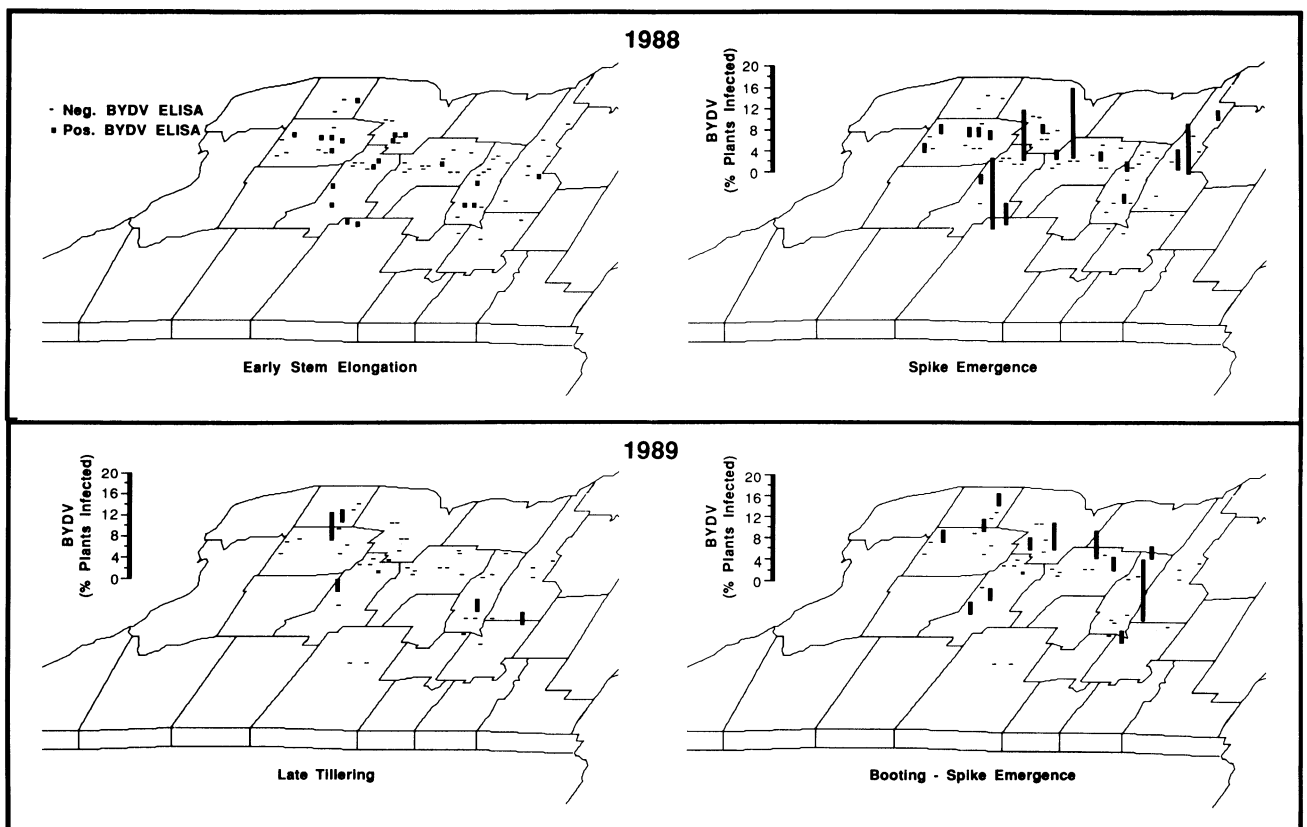 1988
- Neg. BYDV ELISA
▪ Pos. BYDV ELISA
Early Stem Elongation
BYDV
(% Plants Infected)
20
16
12
8
4
0
Spike Emergence
1989
BYDV
(% Plants Infected)
20
16
12
8
4
0
Late Tillering
BYDV
(% Plants Infected)
20
16
12
8
4
0
Booting - Spike Emergence